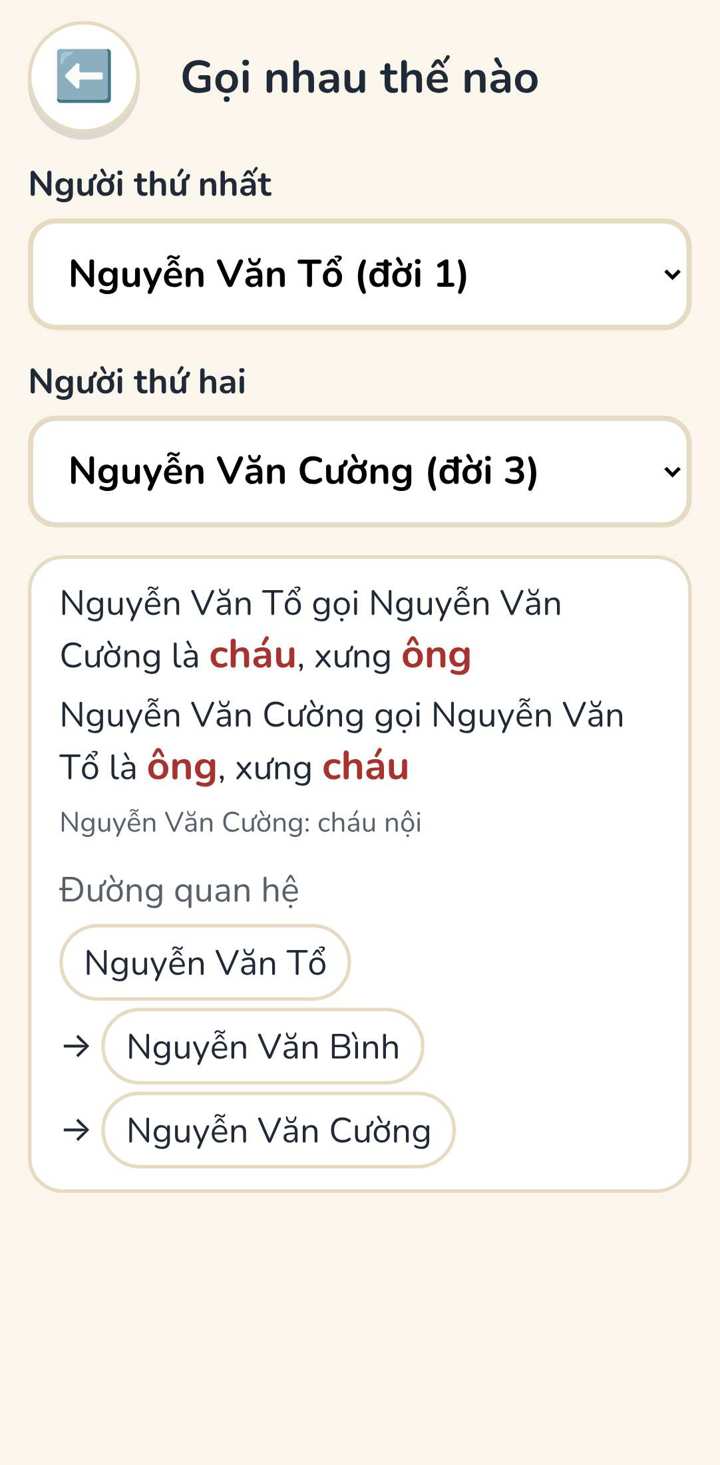 Gọi nhau thế nào
Người thứ nhất
Nguyễn Văn Tổ (đời 1)
Người thứ hai
Nguyễn Văn Cường (đời 3)
Nguyễn Văn Tổ gọi Nguyễn Văn
Cường là cháu, xưng ông
Nguyễn Văn Cường gọi Nguyễn Văn
Tổ là ông, xưng cháu
Nguyễn Văn Cường: cháu nội
Đường quan hệ
Nguyễn Văn Tổ
→ Nguyễn Văn Bình
→ Nguyễn Văn Cường